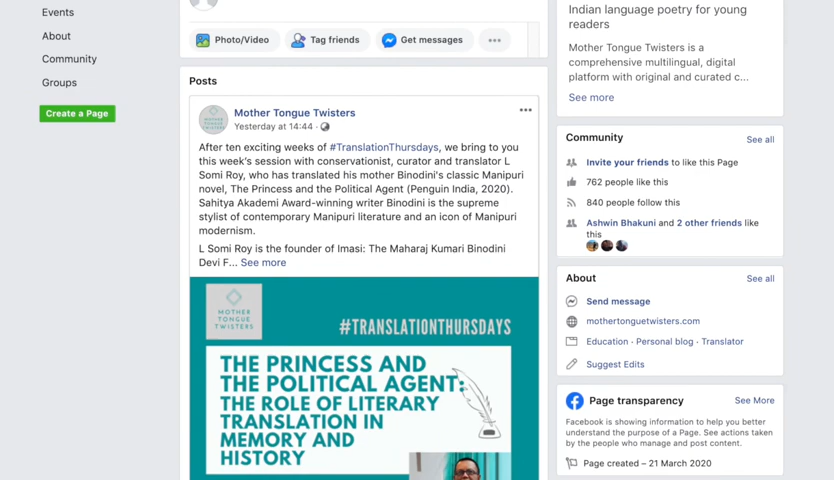 Events
About
Community
Groups
Create a Page
Photo/Video
Tag friends
Get messages
Posts
Mother Tongue Twisters
Yesterday at 14:44 ·
After ten exciting weeks of #TranslationThursdays, we bring to you
this week's session with conservationist, curator and translator L
Somi Roy, who has translated his mother Binodini's classic Manipuri
novel, The Princess and the Political Agent (Penguin India, 2020).
Sahitya Akademi Award-winning writer Binodini is the supreme
stylist of contemporary Manipuri literature and an icon of Manipuri
modernism.
L Somi Roy is the founder of Imasi: The Maharaj Kumari Binodini
Devi F... See more
MOTHER
TONGUE
TWISTERS
#TRANSLATIONTHURSDAYS
THE PRINCESS AND
THE POLITICAL AGENT:
THE ROLE OF LITERARY
TRANSLATION IN
MEMORY AND
HISTORY
Indian language poetry for young
readers
Mother Tongue Twisters is a
comprehensive multilingual, digital
platform with original and curated c...
See more
Community
See all
Invite your friends to like this Page
762 people like this
840 people follow this
Ashwin Bhakuni and 2 other friends like
this
About
See all
Send message
mothertonguetwisters.com
Education · Personal blog · Translator
Suggest Edits
Page transparency
See More
Facebook is showing information to help you better
understand the purpose of a Page. See actions taken
by the people who manage and post content.
Page created – 21 March 2020